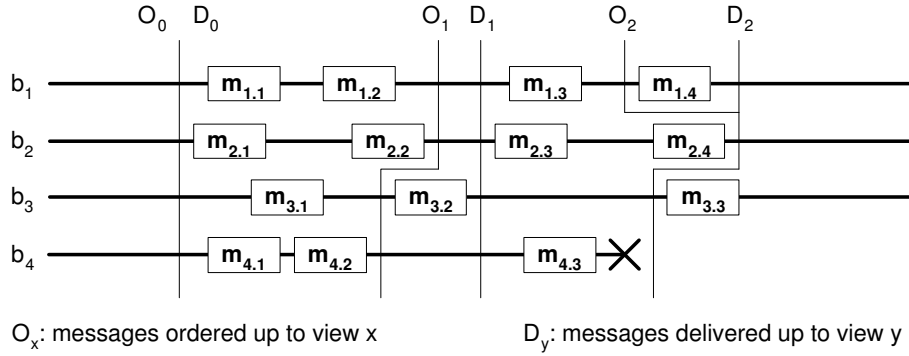 O₀ D₀ O₁ D₁ O₂ D₂
b₁ m₁.₁ m₁.₂ m₁.₃ m₁.₄
b₂ m₂.₁ m₂.₂ m₂.₃ m₂.₄
b₃ m₃.₁ m₃.₂ m₃.₃
b₄ m₄.₁ m₄.₂ m₄.₃
Oₓ: messages ordered up to view x D_y: messages delivered up to view y